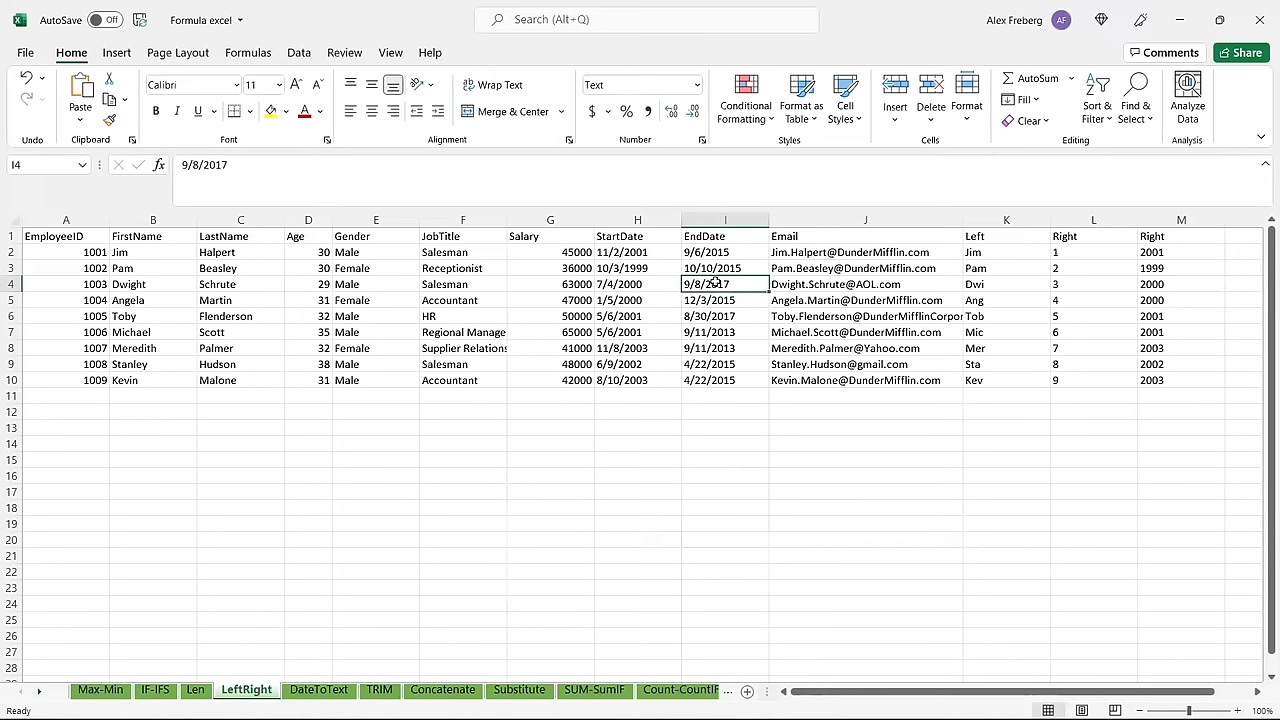 AutoSave Off Formula excel Search (Alt+Q) Alex Freberg AF
File Home Insert Page Layout Formulas Data Review View Help Comments Share
Paste Calibri 11 Wrap Text Text Conditional Formatting Format as Table Cell Styles Insert Delete Format AutoSum Sort & Filter Find & Select Analyze Data
B I U Merge & Center $ % Fill
Clear
Undo Clipboard Font Alignment Number Styles Cells Editing Analysis
I4 fx 9/8/2017
A B C D E F G H I J K L M
1 EmployeeID FirstName LastName Age Gender JobTitle Salary StartDate EndDate Email Left Right Right
2 1001 Jim Halpert 30 Male Salesman 45000 11/2/2001 9/6/2015 Jim.Halpert@DunderMifflin.com Jim 1 2001
3 1002 Pam Beasley 30 Female Receptionist 36000 10/3/1999 10/10/2015 Pam.Beasley@DunderMifflin.com Pam 2 1999
4 1003 Dwight Schrute 29 Male Salesman 63000 7/4/2000 9/8/2017 Dwight.Schrute@AOL.com Dwi 3 2000
5 1004 Angela Martin 31 Female Accountant 47000 1/5/2000 12/3/2015 Angela.Martin@DunderMifflin.com Ang 4 2000
6 1005 Toby Flenderson 32 Male HR 50000 5/6/2001 8/30/2017 Toby.Flenderson@DunderMifflinCorpor Tob 5 2001
7 1006 Michael Scott 35 Male Regional Manage 65000 5/6/2001 9/11/2013 Michael.Scott@DunderMifflin.com Mic 6 2001
8 1007 Meredith Palmer 32 Female Supplier Relations 41000 11/8/2003 9/11/2013 Meredith.Palmer@Yahoo.com Mer 7 2003
9 1008 Stanley Hudson 38 Male Salesman 48000 6/9/2002 4/22/2015 Stanley.Hudson@gmail.com Sta 8 2002
10 1009 Kevin Malone 31 Male Accountant 42000 8/10/2003 4/22/2015 Kevin.Malone@DunderMifflin.com Kev 9 2003
11
12
13
14
15
16
17
18
19
20
21
22
23
24
25
26
27
28
Max-Min IF-IFS Len LeftRight DateToText TRIM Concatenate Substitute SUM-SumIF Count-CountIF ...
Ready 100%